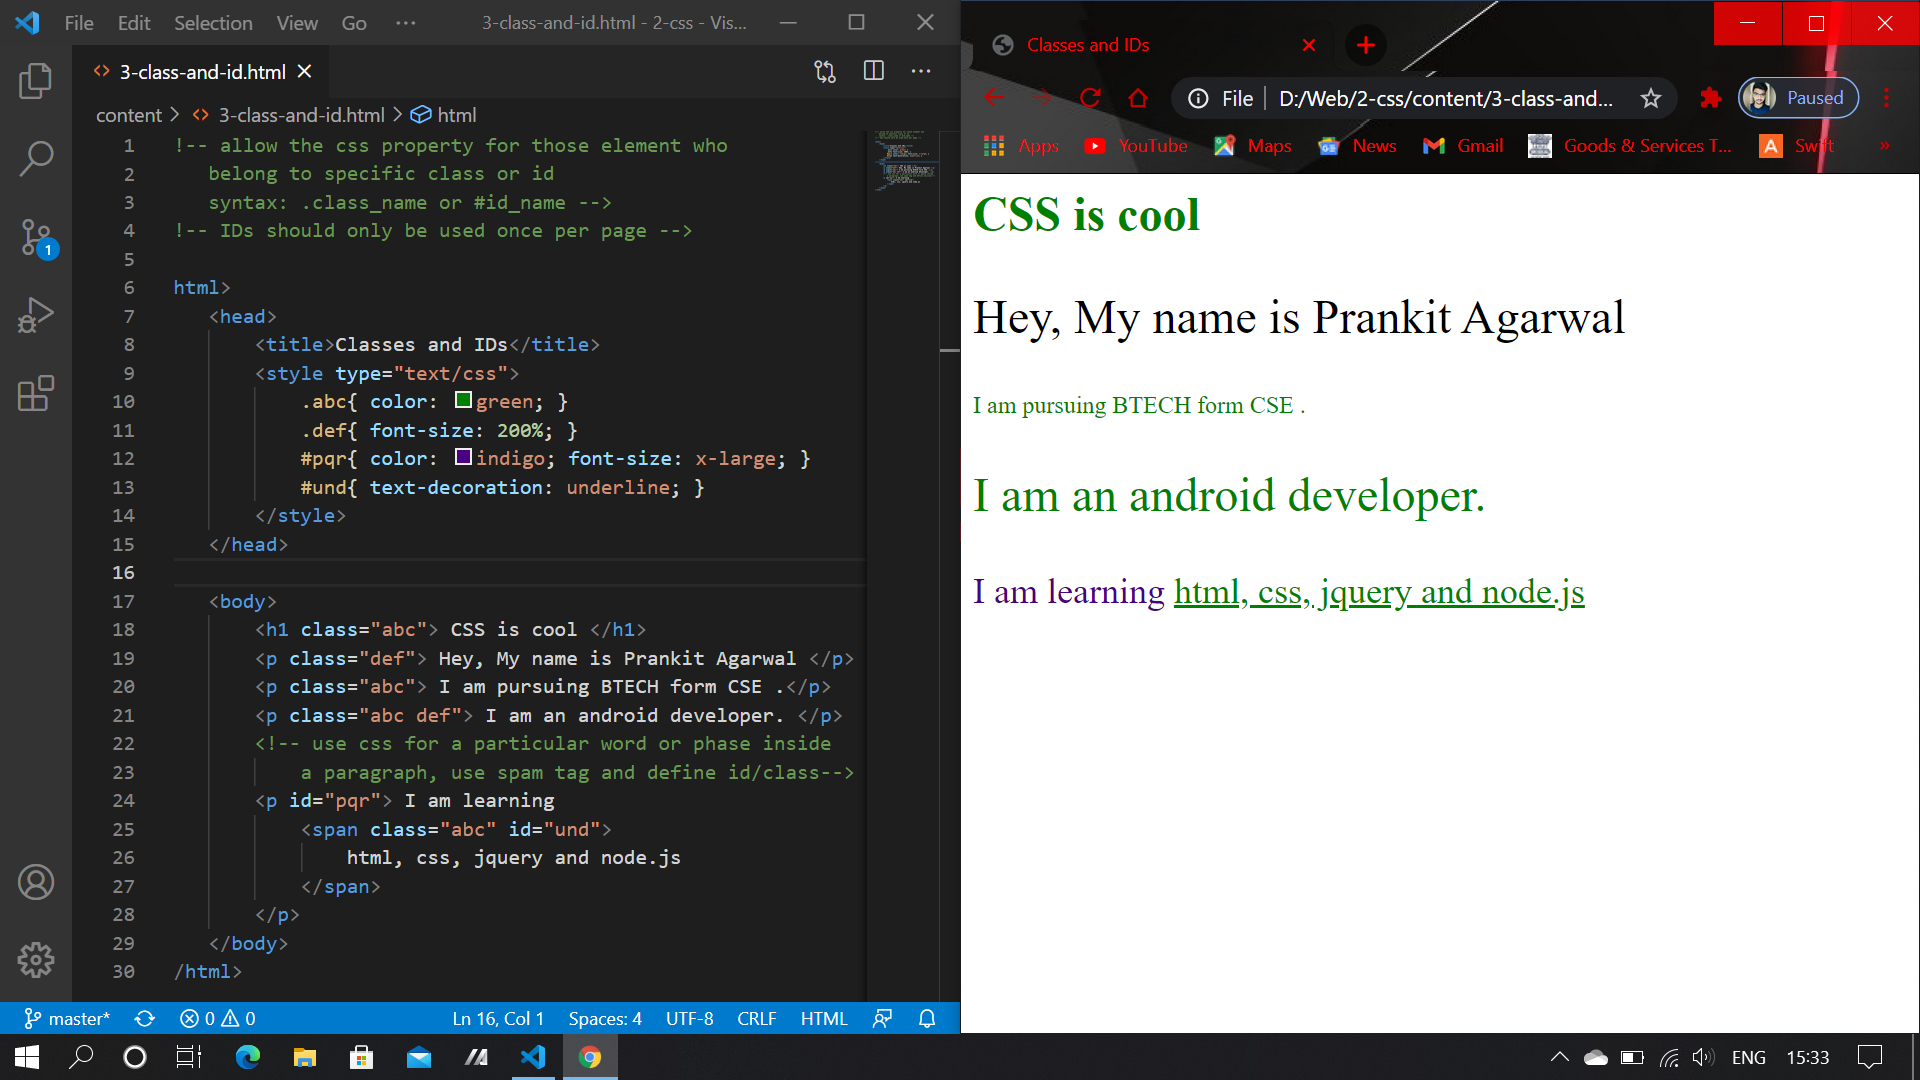 File Edit Selection View Go ··· 3-class-and-id.html - 2-css - Vis...
3-class-and-id.html
content > 3-class-and-id.html > html
1 !-- allow the css property for those element who
2 belong to specific class or id
3 syntax: .class_name or #id_name -->
4 !-- IDs should only be used once per page -->
5
6 html>
7 <head>
8 <title>Classes and IDs</title>
9 <style type="text/css">
10 .abc{ color: green; }
11 .def{ font-size: 200%; }
12 #pqr{ color: indigo; font-size: x-large; }
13 #und{ text-decoration: underline; }
14 </style>
15 </head>
16
17 <body>
18 <h1 class="abc"> CSS is cool </h1>
19 <p class="def"> Hey, My name is Prankit Agarwal </p>
20 <p class="abc"> I am pursuing BTECH form CSE .</p>
21 <p class="abc def"> I am an android developer. </p>
22 <!-- use css for a particular word or phase inside
23 a paragraph, use spam tag and define id/class-->
24 <p id="pqr"> I am learning
25 <span class="abc" id="und">
26 html, css, jquery and node.js
27 </span>
28 </p>
29 </body>
30 /html>
1
master* 0 0 Ln 16, Col 1 Spaces: 4 UTF-8 CRLF HTML
Classes and IDs
File D:/Web/2-css/content/3-class-and... Paused
Apps YouTube Maps News Gmail Goods & Services T... A Swift »
CSS is cool
Hey, My name is Prankit Agarwal
I am pursuing BTECH form CSE .
I am an android developer.
I am learning html, css, jquery and node.js
ENG 15:33